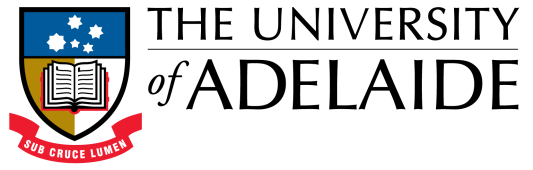 THE UNIVERSITY
of ADELAIDE
SUB CRUCE LUMEN